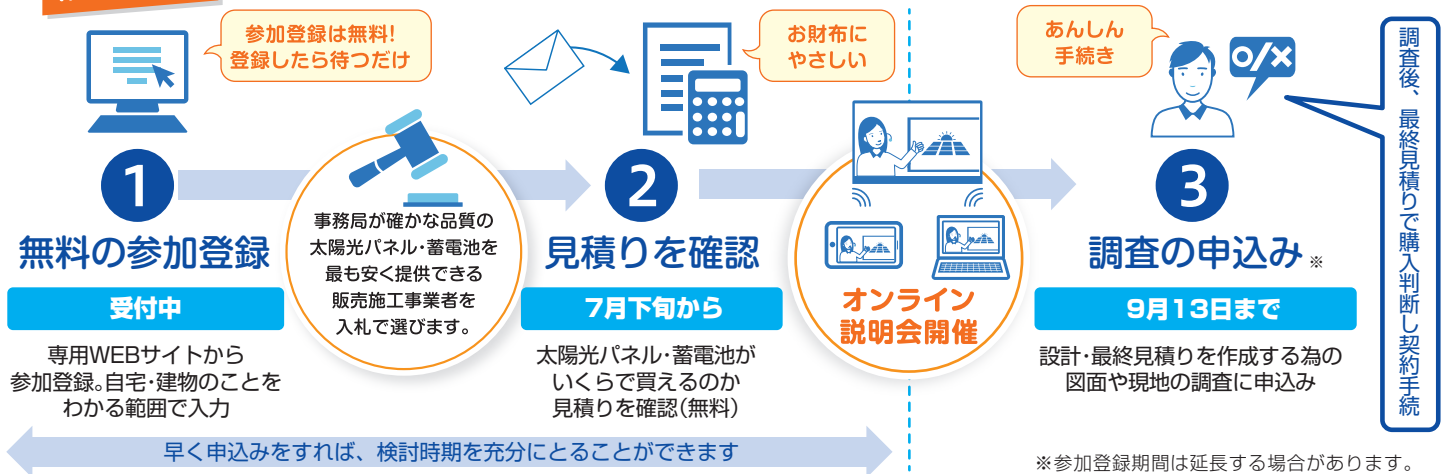 参加登録は無料!
登録したら待つだけ
1
無料の参加登録
受付中
専用WEBサイトから
参加登録。自宅・建物のことを
わかる範囲で入力
事務局が確かな品質の
太陽光パネル・蓄電池を
最も安く提供できる
販売施工事業者を
入札で選びます。
お財布に
やさしい
2
見積りを確認
7月下旬から
太陽光パネル・蓄電池が
いくらで買えるのか
見積りを確認(無料)
オンライン
説明会開催
あんしん
手続き
o/×
3
調査の申込み※
9月13日まで
設計・最終見積りを作成する為の
図面や現地の調査に申込み
調査後、最終見積りで購入判断し契約手続
早く申込みをすれば、検討時期を充分にとることができます
※参加登録期間は延長する場合があります。